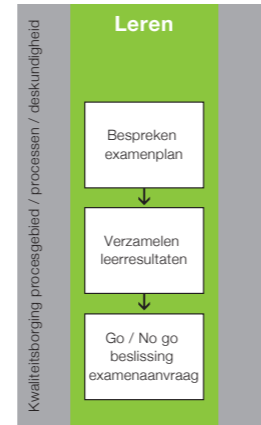 Kwaliteitsborging procesgebied / processen / deskundigheid
Leren
Bespreken
examenplan
Verzamelen
leerresultaten
Go / No go
beslissing
examenaanvraag